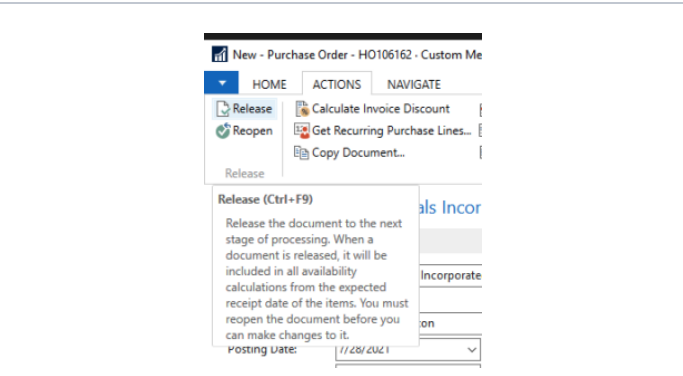 New - Purchase Order - HO106162 · Custom Me
HOME ACTIONS NAVIGATE
Release Calculate Invoice Discount
Reopen Get Recurring Purchase Lines...
Copy Document...
Release
Release (Ctrl+F9)
Release the document to the next
stage of processing. When a
document is released, it will be
included in all availability
calculations from the expected
receipt date of the items. You must
reopen the document before you
can make changes to it.
als Incor
Incorporate
ton
Posting Date: 7/28/2021